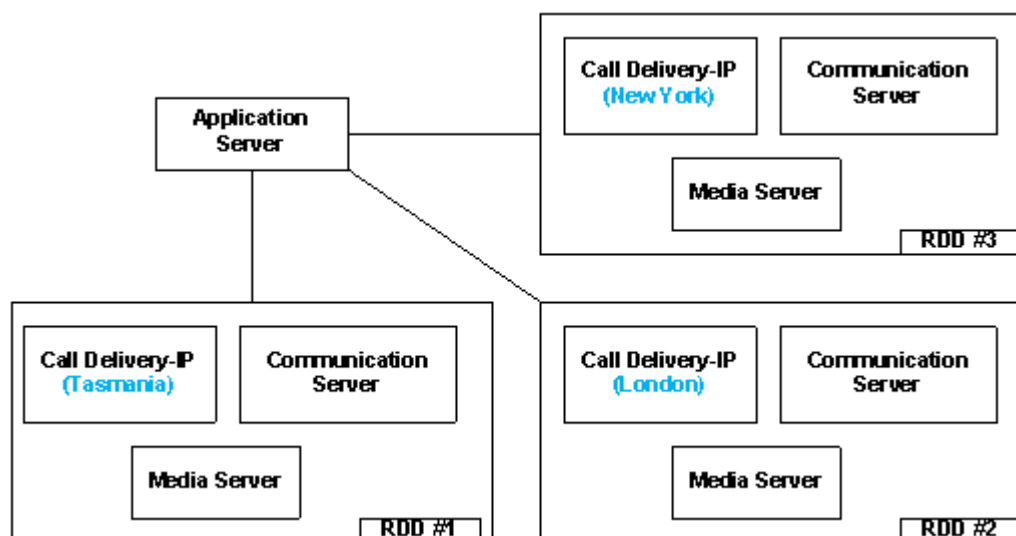 Call Delivery-IP
(New York)
Communication
Server
Application
Server
Media Server
RDD #3
Call Delivery-IP
(Tasmania)
Communication
Server
Media Server
RDD #1
Call Delivery-IP
(London)
Communication
Server
Media Server
RDD #2